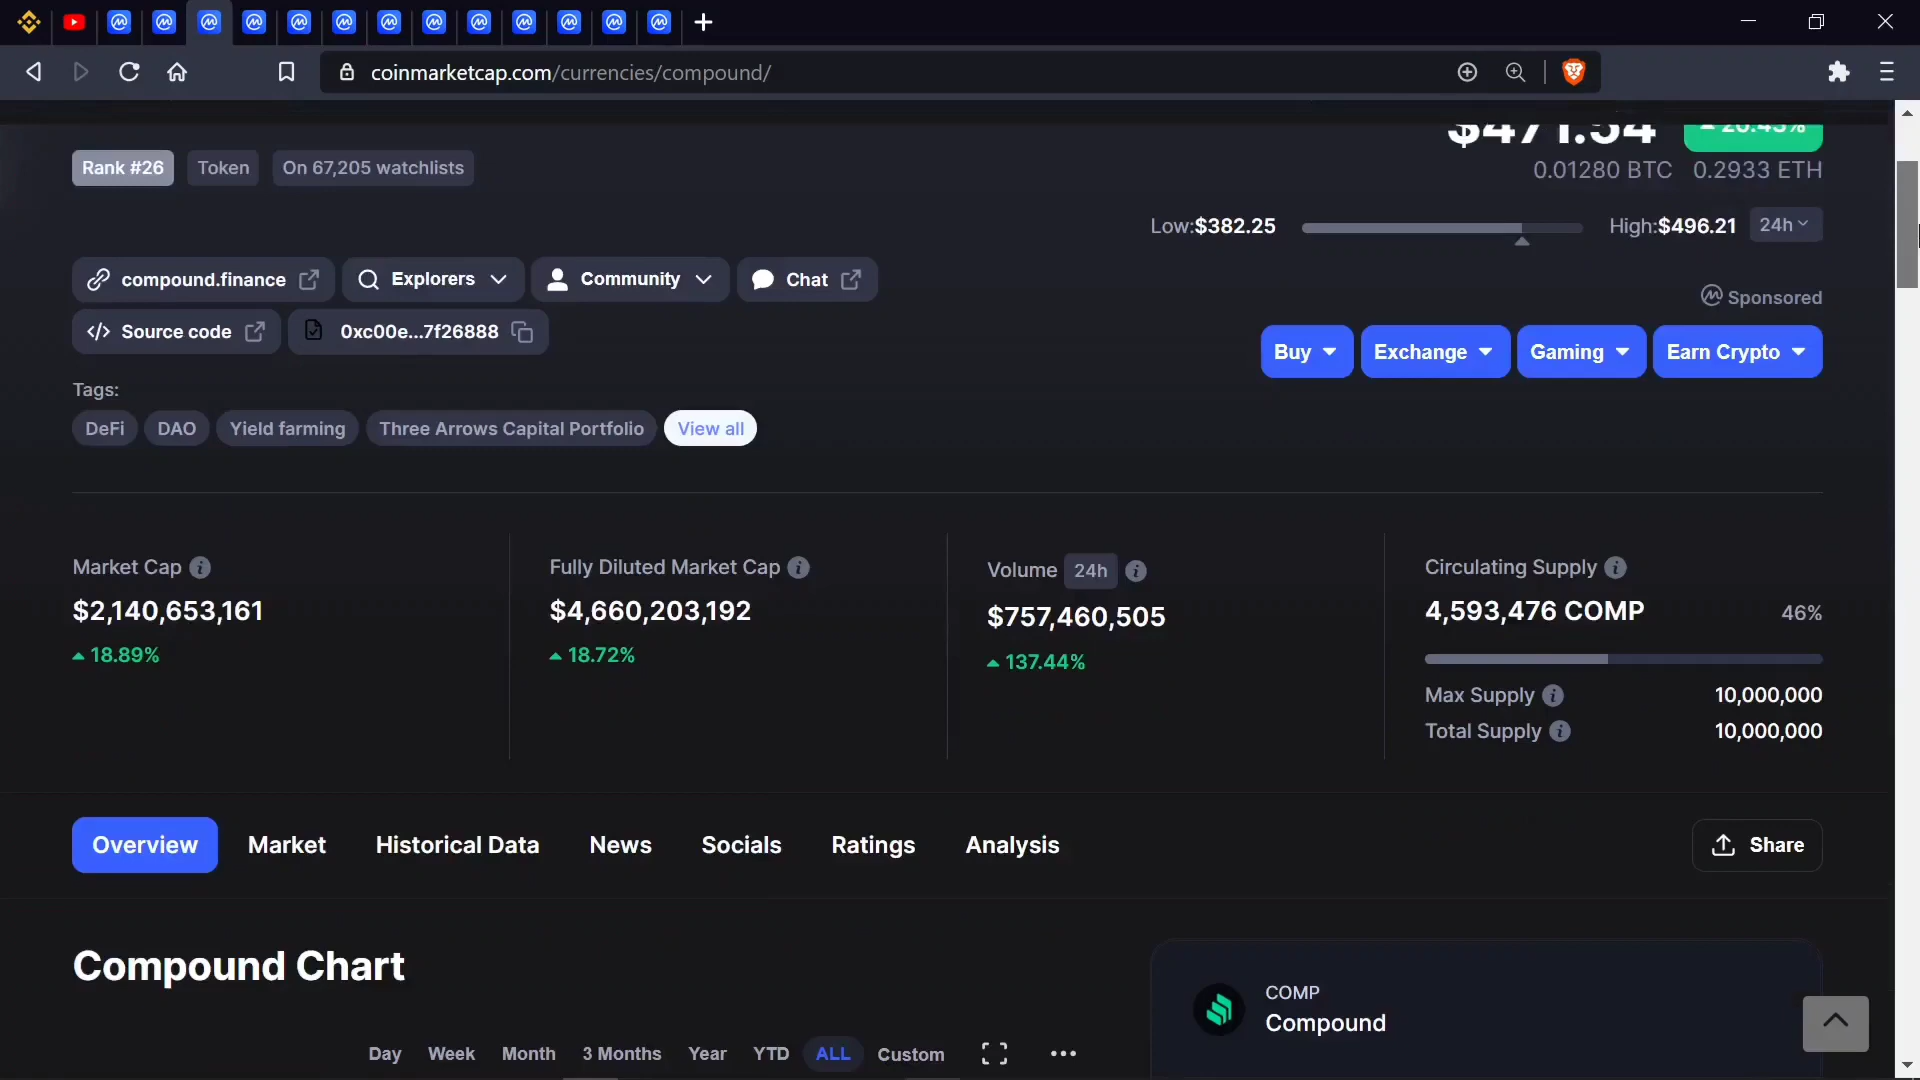 coinmarketcap.com/currencies/compound/
$471.54 20.43%
Rank #26 Token On 67,205 watchlists
0.01280 BTC 0.2933 ETH
Low:$382.25 High:$496.21 24h
compound.finance Explorers Community Chat
Sponsored
Source code 0xc00e...7f26888
Buy Exchange Gaming Earn Crypto
Tags:
DeFi DAO Yield farming Three Arrows Capital Portfolio View all
Market Cap
$2,140,653,161
18.89%
Fully Diluted Market Cap
$4,660,203,192
18.72%
Volume 24h
$757,460,505
137.44%
Circulating Supply
4,593,476 COMP 46%
Max Supply 10,000,000
Total Supply 10,000,000
Overview Market Historical Data News Socials Ratings Analysis Share
Compound Chart
COMP
Compound
Day Week Month 3 Months Year YTD ALL Custom